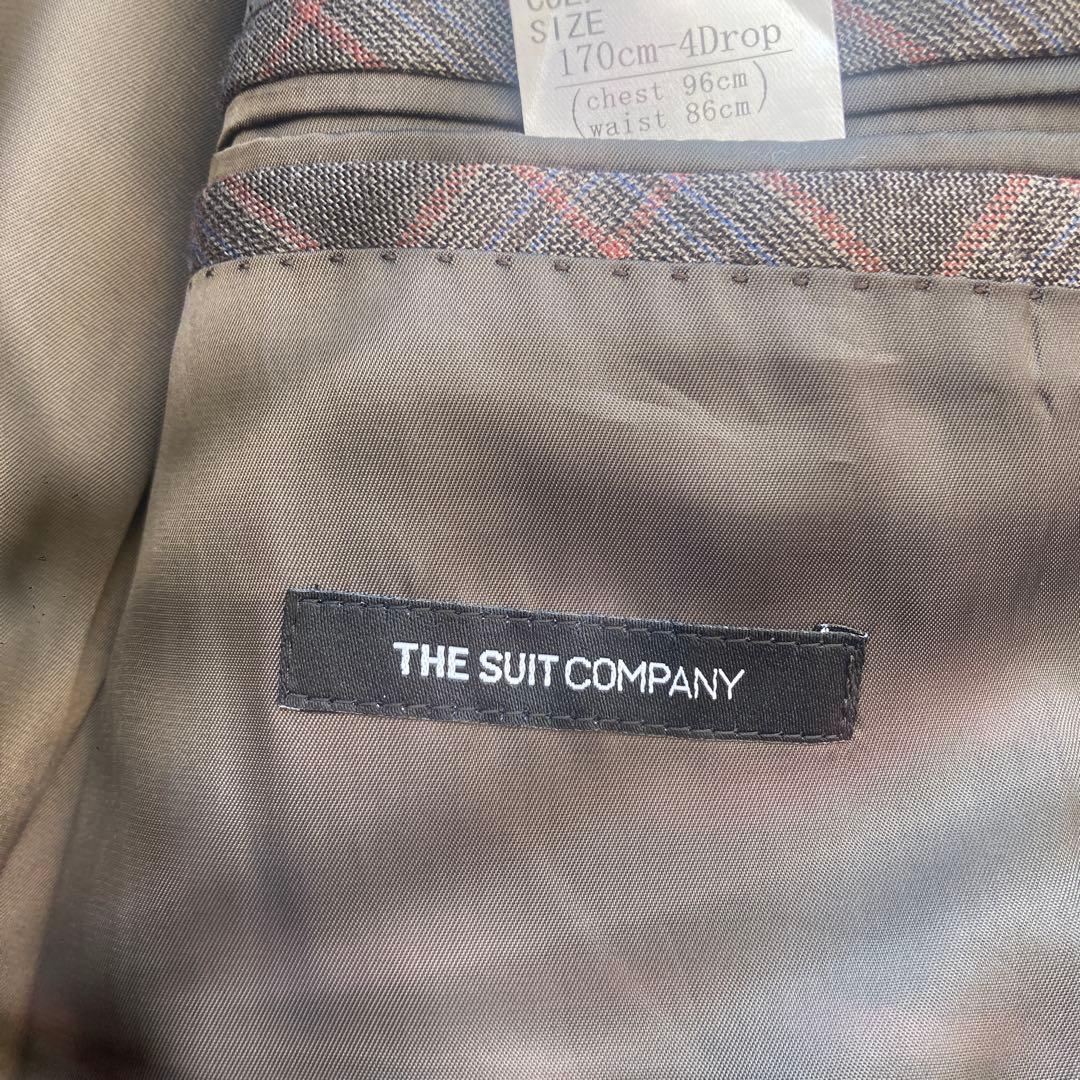 SIZE
170cm-4Drop
(chest 96cm
waist 86cm)
THE SUIT COMPANY